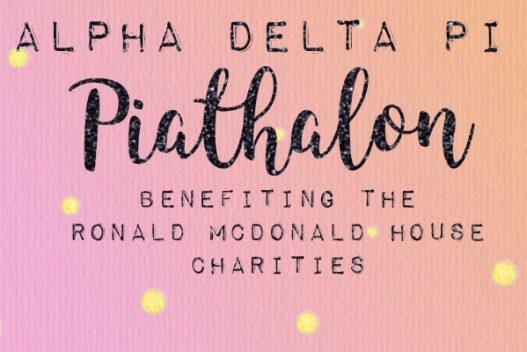 ALPHA DELTA PI
Piathalon
BENEFITING THE
RONALD MCDONALD HOUSE
CHARITIES